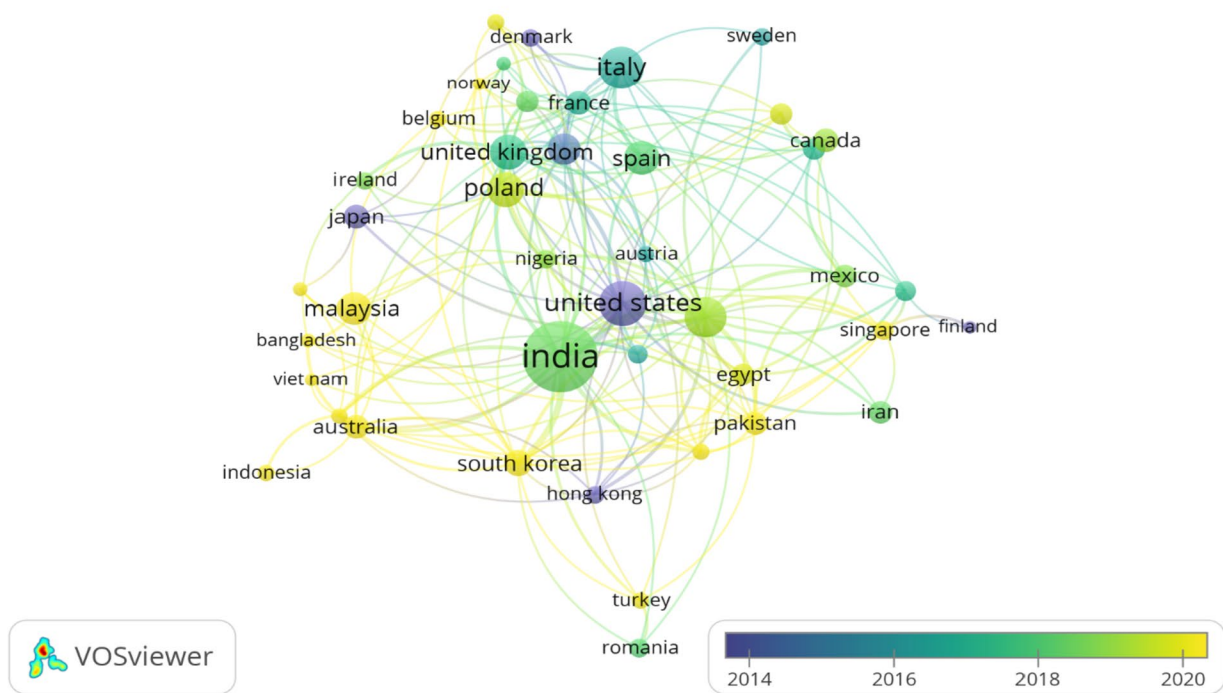 denmark
sweden
italy
norway
france
belgium
canada
united kingdom
spain
ireland
poland
japan
austria
nigeria
mexico
united states
malaysia
singapore
finland
bangladesh
india
viet nam
egypt
iran
australia
pakistan
south korea
indonesia
hong kong
turkey
romania
VOSviewer
2014
2016
2018
2020